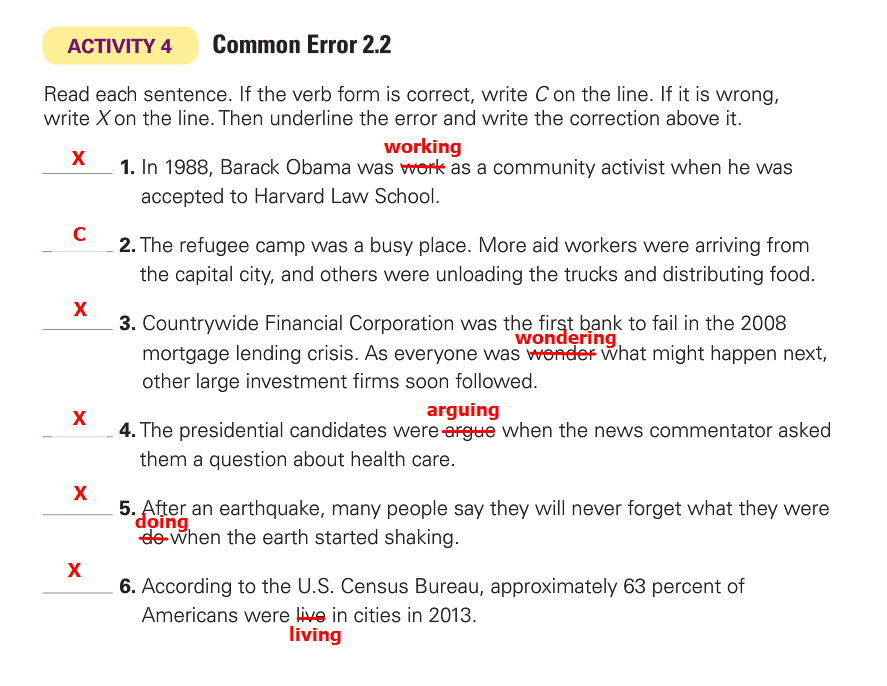 ACTIVITY 4 Common Error 2.2
Read each sentence. If the verb form is correct, write C on the line. If it is wrong,
write X on the line. Then underline the error and write the correction above it.
working
X 1. In 1988, Barack Obama was work as a community activist when he was
accepted to Harvard Law School.
C 2. The refugee camp was a busy place. More aid workers were arriving from
the capital city, and others were unloading the trucks and distributing food.
X 3. Countrywide Financial Corporation was the first bank to fail in the 2008
wondering
mortgage lending crisis. As everyone was wonder what might happen next,
other large investment firms soon followed.
arguing
X 4. The presidential candidates were argue when the news commentator asked
them a question about health care.
X 5. After an earthquake, many people say they will never forget what they were
doing
do when the earth started shaking.
X 6. According to the U.S. Census Bureau, approximately 63 percent of
Americans were live in cities in 2013.
living